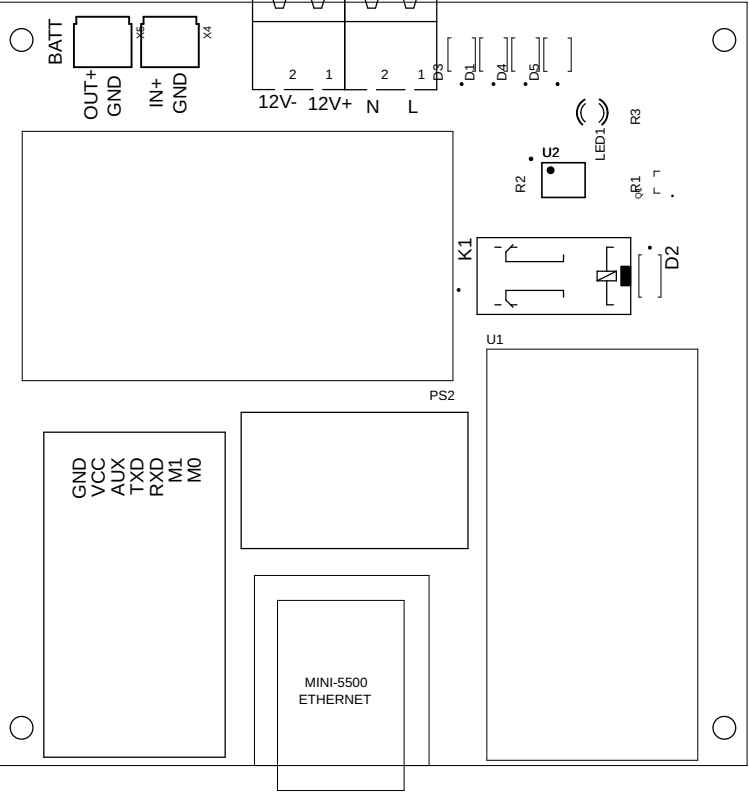 BATT
X5
X4
OUT+
GND
IN+
GND
2
1
2
1
12V-
12V+
N
L
D3
D1
D4
D5
LED1
R3
U2
R2
R1
K1
D2
U1
PS2
GND
VCC
AUX
TXD
RXD
M1
M0
MINI-5500
ETHERNET